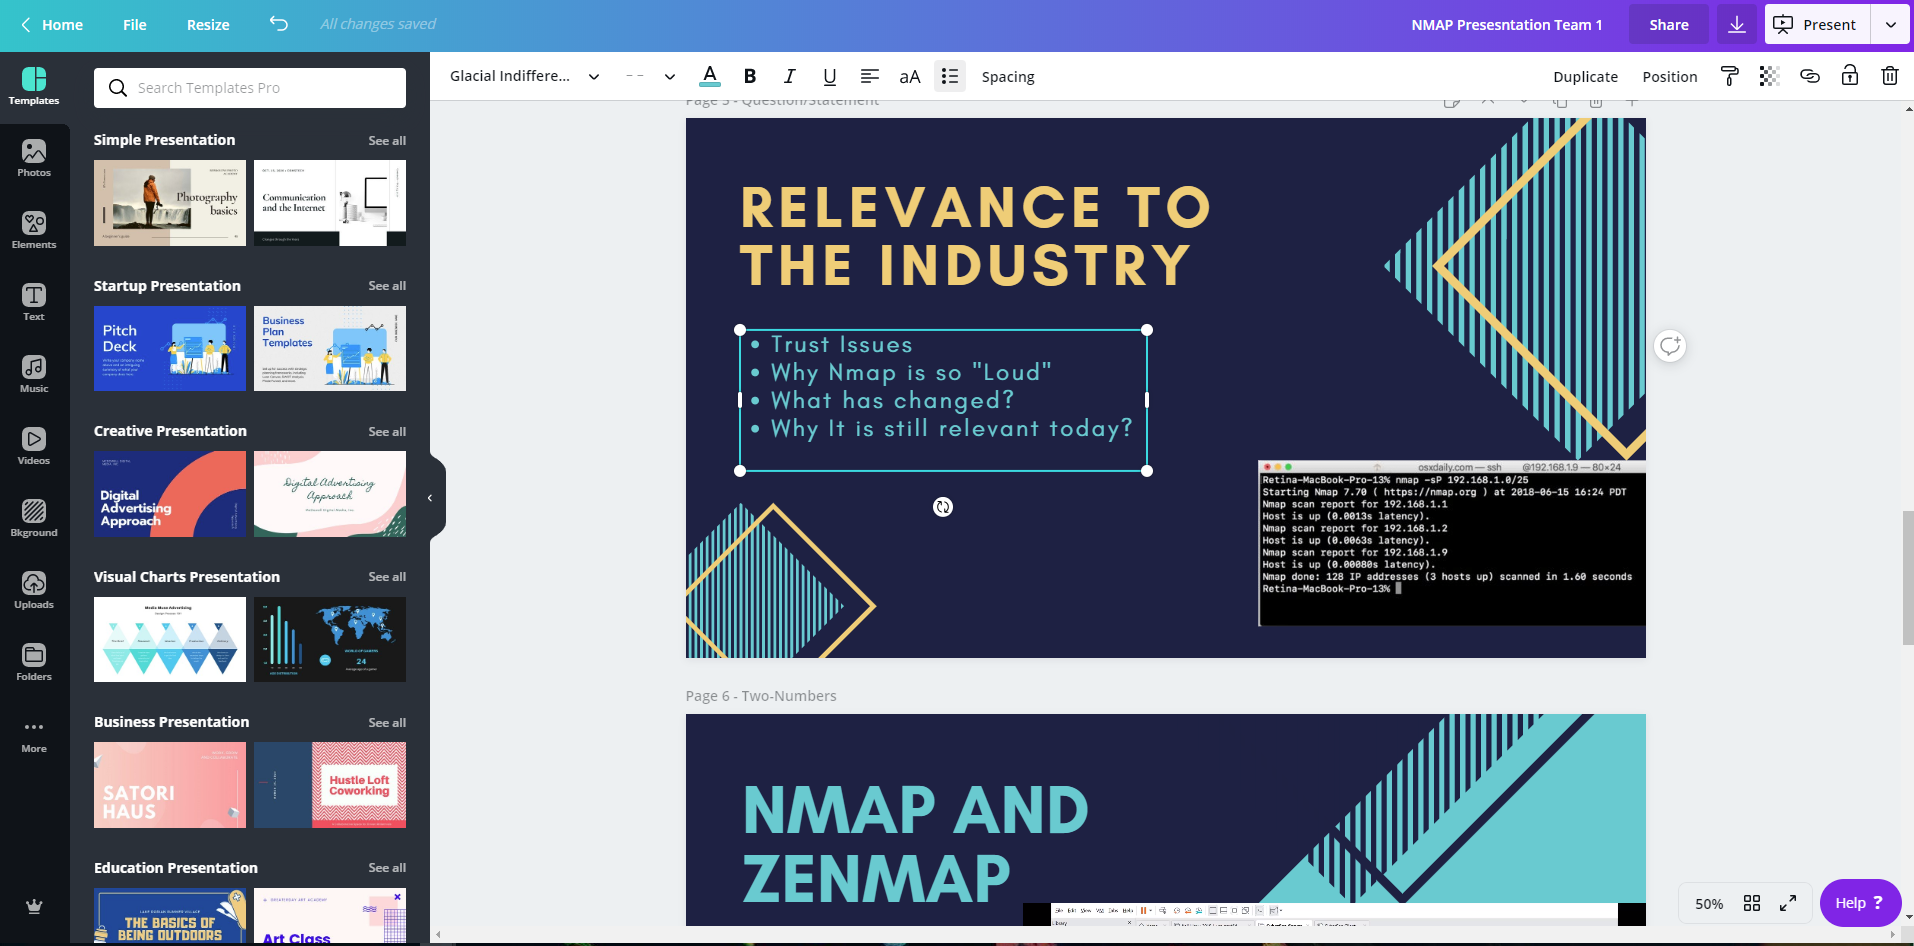 Home
File
Resize
All changes saved
NMAP Presesntation Team 1
Share
Present
Templates
Photos
Elements
Text
Music
Videos
Bkground
Uploads
Folders
More
Search Templates Pro
Simple Presentation
See all
Photography
basics
Communication
and the Internet
Startup Presentation
See all
Pitch
Deck
Business
Plan
Templates
Creative Presentation
See all
Digital
Advertising
Approach
Digital Advertising
Approach
Visual Charts Presentation
See all
24
Business Presentation
See all
SATORI
HAUS
Hustle Loft
Coworking
Education Presentation
See all
THE BASICS OF
BEING OUTDOORS
Art Class
Glacial Indiffere...
– –
A
B
I
U
aA
Spacing
Duplicate
Position
Page 5 - Question/Statement
RELEVANCE TO
THE INDUSTRY
• Trust Issues
• Why Nmap is so "Loud"
• What has changed?
• Why It is still relevant today?
osxdaily.com — ssh @192.168.1.9 — 80×24
Retina-MacBook-Pro-13% nmap -sP 192.168.1.0/25
Starting Nmap 7.70 ( https://nmap.org ) at 2018-06-15 16:24 PDT
Nmap scan report for 192.168.1.1
Host is up (0.0013s latency).
Nmap scan report for 192.168.1.2
Host is up (0.0063s latency).
Nmap scan report for 192.168.1.9
Host is up (0.00080s latency).
Nmap done: 128 IP addresses (3 hosts up) scanned in 1.60 seconds
Retina-MacBook-Pro-13%
Page 6 - Two-Numbers
NMAP AND
ZENMAP
File Edit View VM Tabs Help
Library
50%
Help ?